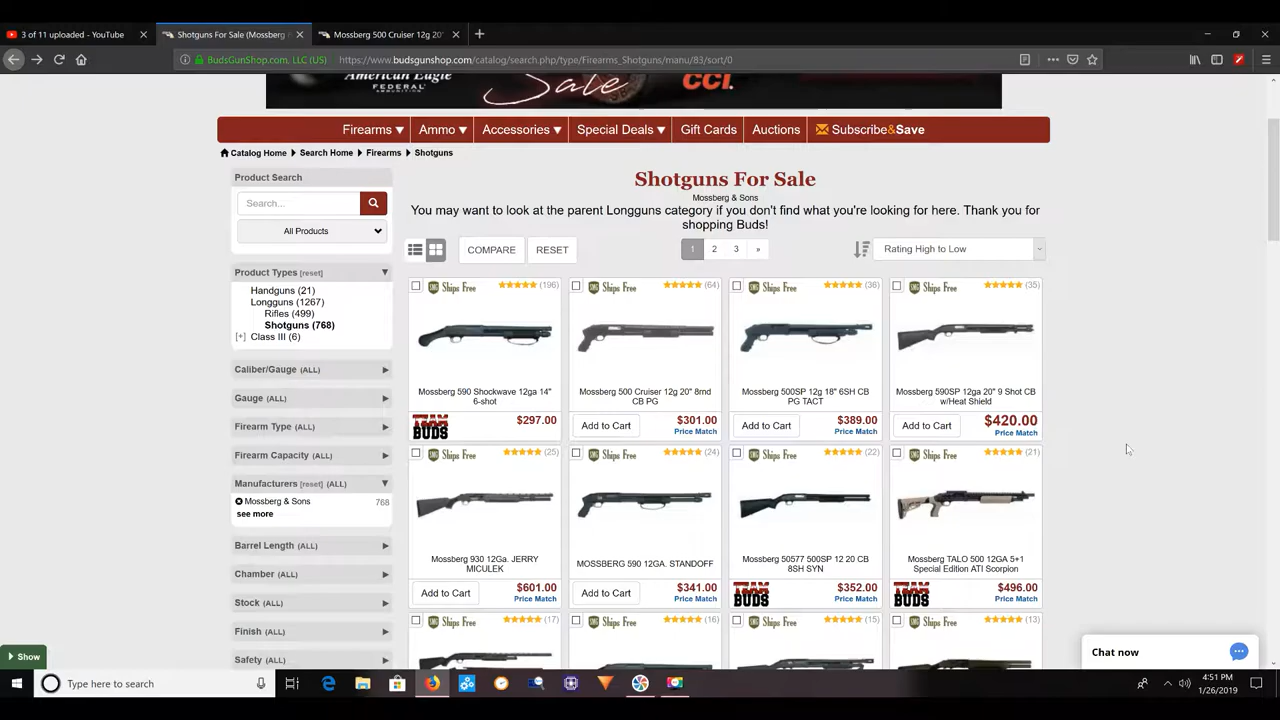 3 of 11 uploaded - YouTube
Shotguns For Sale (Mossberg
Mossberg 500 Cruiser 12g 20"
BudsGunShop.com, LLC (US)
https://www.budsgunshop.com/catalog/search.php/type/Firearms_Shotguns/manu/83/sort/0
American Eagle
FEDERAL
Sale
CCI.
Firearms Ammo Accessories Special Deals Gift Cards Auctions Subscribe&Save
Catalog Home Search Home Firearms Shotguns
Product Search
Search...
All Products
Product Types [reset]
Handguns (21)
Longguns (1267)
Rifles (499)
Shotguns (768)
[+] Class III (6)
Caliber/Gauge (ALL)
Gauge (ALL)
Firearm Type (ALL)
Firearm Capacity (ALL)
Manufacturers [reset] (ALL)
Mossberg & Sons 768
see more
Barrel Length (ALL)
Chamber (ALL)
Stock (ALL)
Finish (ALL)
Safety (ALL)
Shotguns For Sale
Mossberg & Sons
You may want to look at the parent Longguns category if you don't find what you're looking for here. Thank you for
shopping Buds!
COMPARE RESET 1 2 3 » Rating High to Low
Ships Free (196) Ships Free (64) Ships Free (36) Ships Free (35)
Mossberg 590 Shockwave 12ga 14"
6-shot
TEAM
BUDS
$297.00
Mossberg 500 Cruiser 12g 20" 8rnd
CB PG
Add to Cart $301.00
Price Match
Mossberg 500SP 12g 18" 6SH CB
PG TACT
Add to Cart $389.00
Price Match
Mossberg 590SP 12ga 20" 9 Shot CB
w/Heat Shield
Add to Cart $420.00
Price Match
Ships Free (25) Ships Free (24) Ships Free (22) Ships Free (21)
Mossberg 930 12Ga. JERRY
MICULEK
Add to Cart $601.00
Price Match
MOSSBERG 590 12GA. STANDOFF
Add to Cart $341.00
Price Match
Mossberg 50577 500SP 12 20 CB
8SH SYN
TEAM
BUDS
$352.00
Price Match
Mossberg TALO 500 12GA 5+1
Special Edition ATI Scorpion
TEAM
BUDS
$496.00
Price Match
Ships Free (17) Ships Free (16) Ships Free (15) Ships Free (13)
Show
Chat now
Type here to search
4:51 PM
1/26/2019